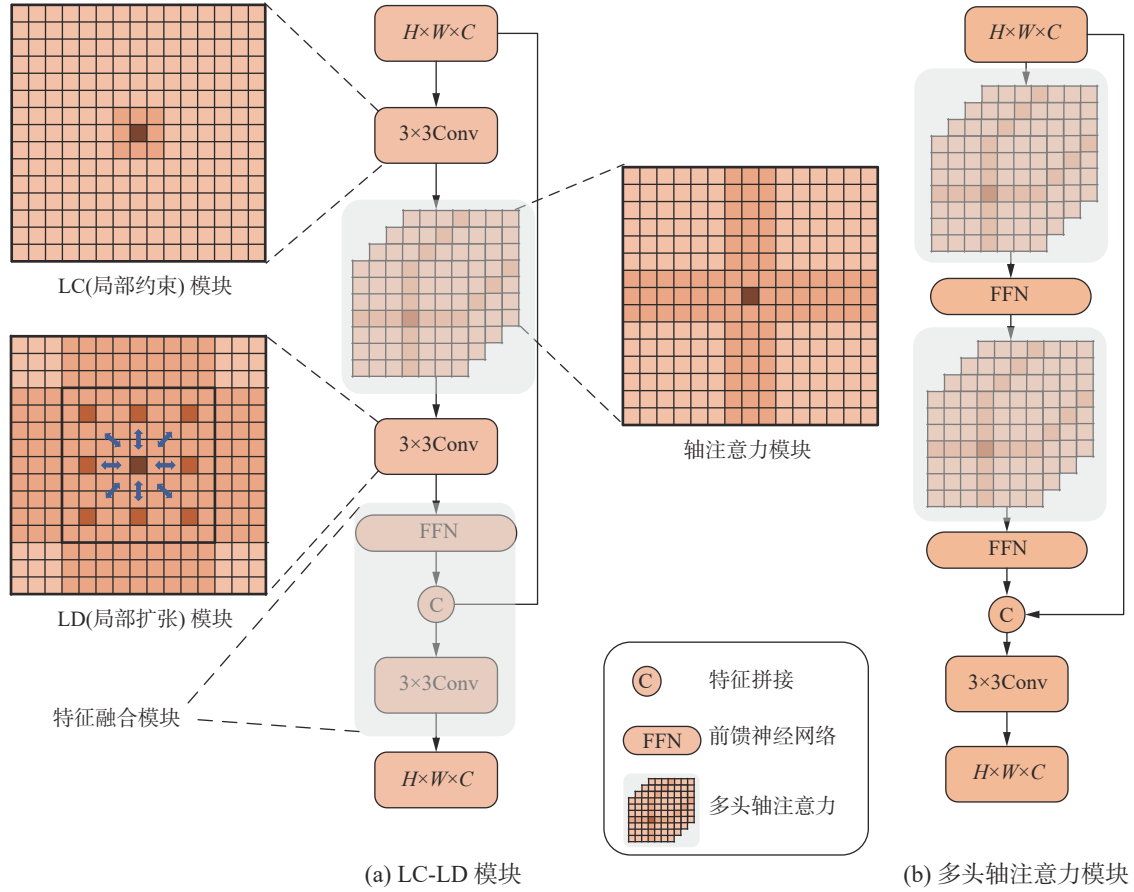 H×W×C
3×3Conv
LC(局部约束) 模块
3×3Conv
FFN
C
3×3Conv
H×W×C
LD(局部扩张) 模块
特征融合模块
轴注意力模块
(a) LC-LD 模块
C
特征拼接
FFN
前馈神经网络
多头轴注意力
H×W×C
FFN
FFN
C
3×3Conv
H×W×C
(b) 多头轴注意力模块